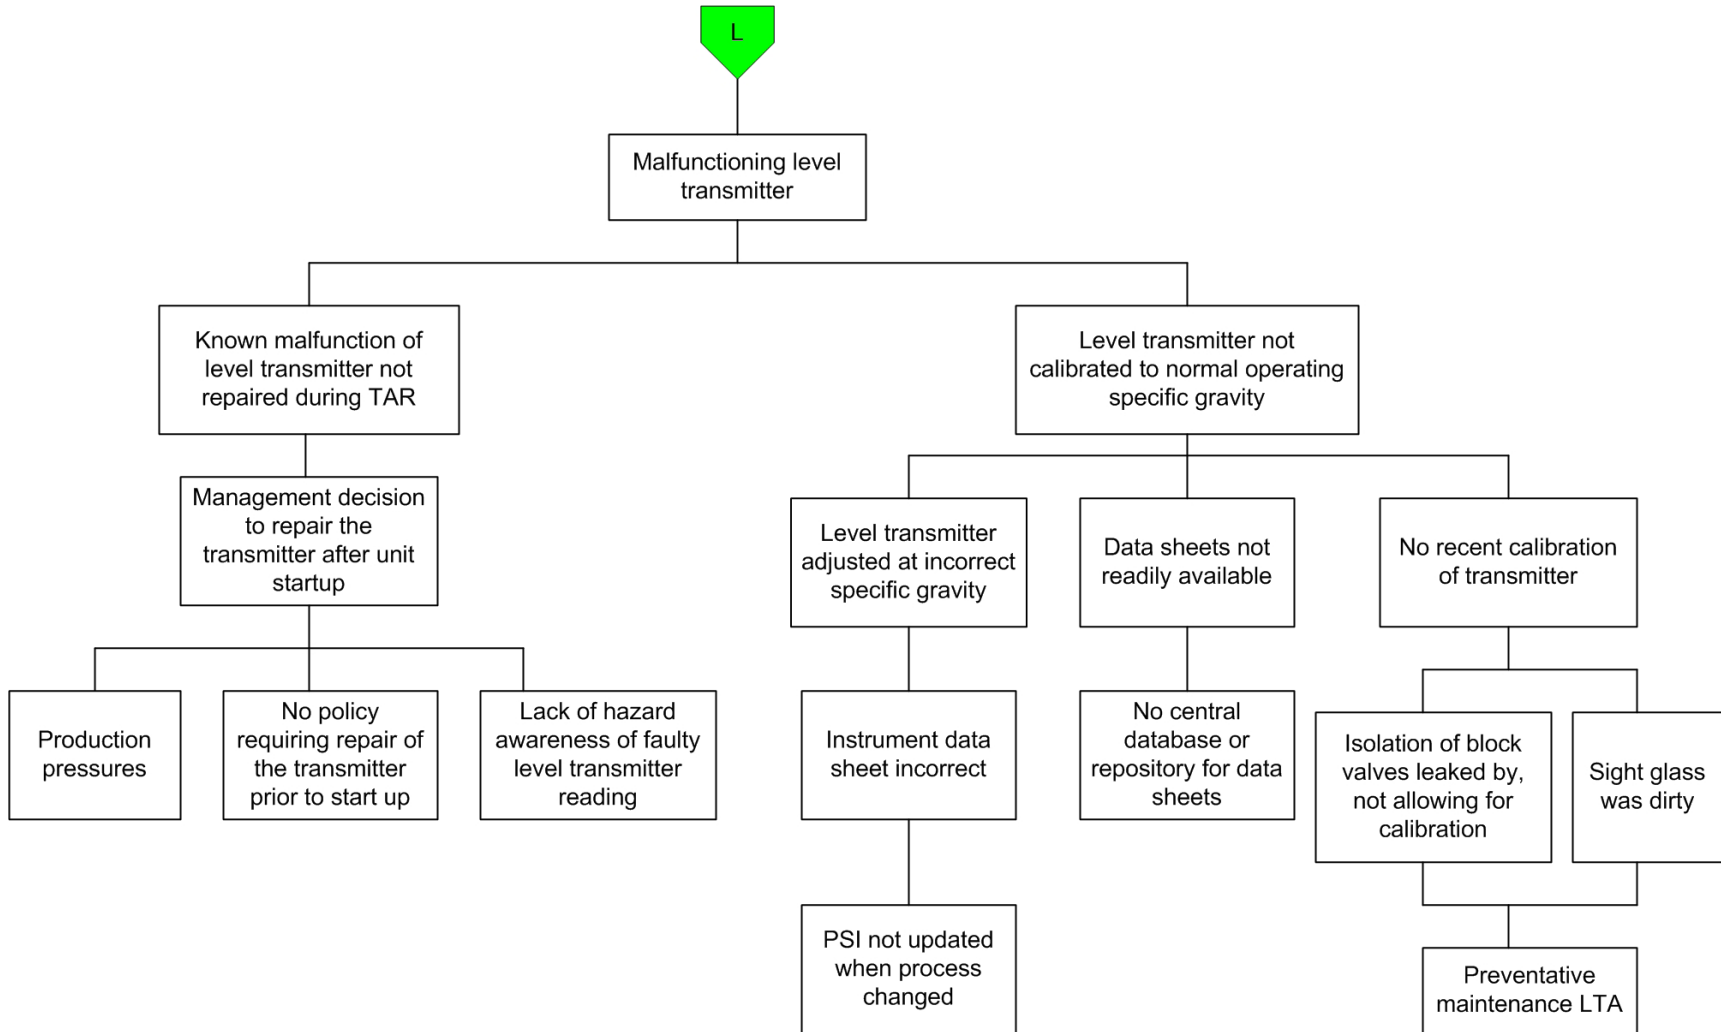 L
Malfunctioning level
transmitter
Known malfunction of
level transmitter not
repaired during TAR
Level transmitter not
calibrated to normal operating
specific gravity
Management decision
to repair the
transmitter after unit
startup
Level transmitter
adjusted at incorrect
specific gravity
Data sheets not
readily available
No recent calibration
of transmitter
Production
pressures
No policy
requiring repair of
the transmitter
prior to start up
Lack of hazard
awareness of faulty
level transmitter
reading
Instrument data
sheet incorrect
No central
database or
repository for data
sheets
Isolation of block
valves leaked by,
not allowing for
calibration
Sight glass
was dirty
PSI not updated
when process
changed
Preventative
maintenance LTA